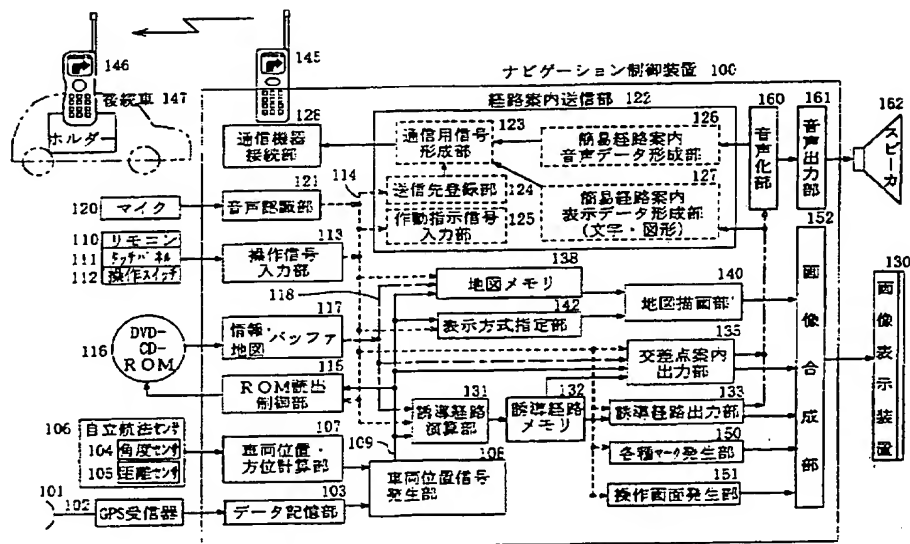 ナビゲーション制御装置 100
146
145
後続車 147
ホルダー
128
通信機器
接続部
経路案内送信部 122
通信用信号
形成部
123
簡易経路案内
音声データ形成部
126
簡易経路案内
表示データ形成部
(文字・図形)
127
送信先登録部
124
作動指示信号
入力部
125
160
音声化部
161
音声出力部
162
スピーカ
114
120
マイク
121
音声認識部
110
リモコン
111
タッチパネル
112
操作スイッチ
113
操作信号
入力部
118
138
地図メモリ
140
地図描画部
142
表示方式指定部
152
画像合成部
130
画像表示装置
116
DVD-
CD-
ROM
117
情報・
地図
バッファ
115
ROM読出
制御部
135
交差点案内
出力部
131
誘導経路
演算部
132
誘導経路
メモリ
133
誘導経路出力部
150
各種マーク発生部
151
操作画面発生部
106
自立航法センサ
104
角度センサ
105
距離センサ
107
車両位置・
方位計算部
109
108
車両位置信号
発生部
101
102
GPS受信器
103
データ記憶部